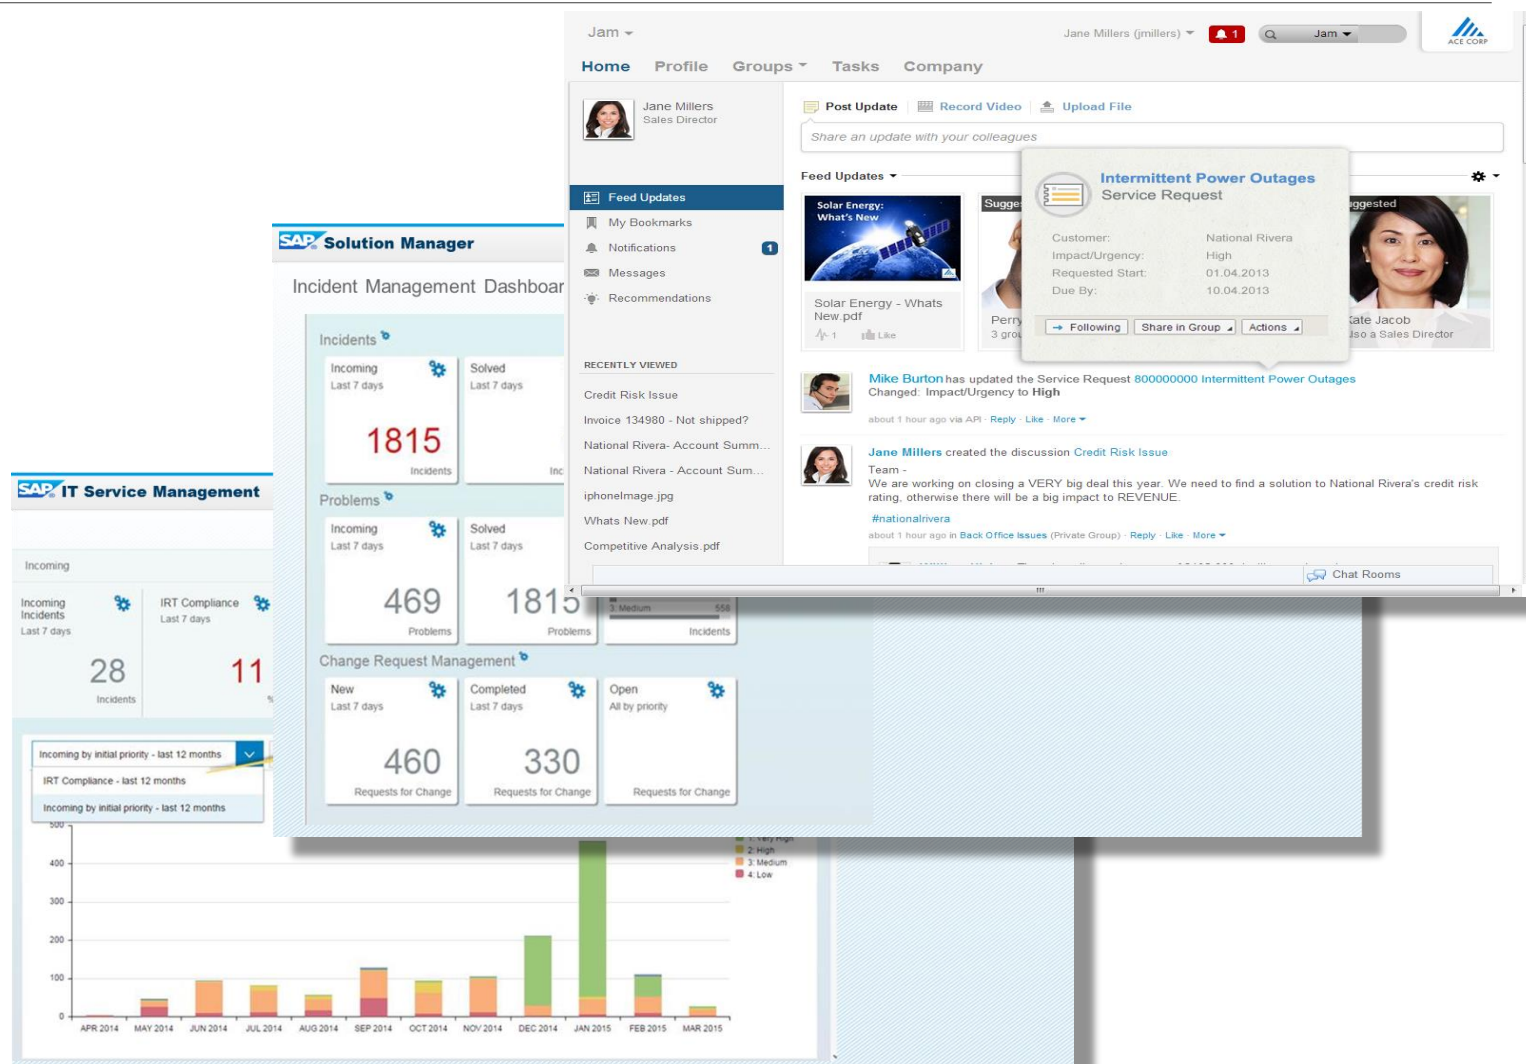 Jam
Jane Millers (jmillers)
1
Jam
ACE CORP
Home Profile Groups Tasks Company
Jane Millers
Sales Director
Post Update Record Video Upload File
Share an update with your colleagues
Feed Updates
My Bookmarks
Notifications 1
Messages
Recommendations
RECENTLY VIEWED
Credit Risk Issue
Invoice 134980 - Not shipped?
National Rivera- Account Summ...
National Rivera - Account Sum...
iphoneImage.jpg
Whats New.pdf
Competitive Analysis.pdf
Feed Updates
Solar Energy:
What's New
Solar Energy - Whats
New.pdf
1 Like
Perry
Kate Jacob
Also a Sales Director
Intermittent Power Outages
Service Request
Customer: National Rivera
Impact/Urgency: High
Requested Start: 01.04.2013
Due By: 10.04.2013
Following Share in Group Actions
Mike Burton has updated the Service Request 800000000 Intermittent Power Outages
Changed: Impact/Urgency to High
about 1 hour ago via API · Reply · Like · More
Jane Millers created the discussion Credit Risk Issue
Team -
We are working on closing a VERY big deal this year. We need to find a solution to National Rivera's credit risk
rating, otherwise there will be a big impact to REVENUE.
#nationalrivera
about 1 hour ago in Back Office Issues (Private Group) · Reply · Like · More
Chat Rooms
SAP Solution Manager
Incident Management Dashboar
Incidents
Incoming
Last 7 days
1815
Incidents
Solved
Last 7 days
Problems
Incoming
Last 7 days
469
Problems
Solved
Last 7 days
1815
Problems
3. Medium 558
Incidents
Change Request Management
New
Last 7 days
460
Requests for Change
Completed
Last 7 days
330
Requests for Change
Open
All by priority
Requests for Change
SAP IT Service Management
Incoming
Incoming
Incidents
Last 7 days
28
Incidents
IRT Compliance
Last 7 days
11
%
Incoming by initial priority - last 12 months
IRT Compliance - last 12 months
Incoming by initial priority - last 12 months
500
400
300
200
100
0
APR 2014 MAY 2014 JUN 2014 JUL 2014 AUG 2014 SEP 2014 OCT 2014 NOV 2014 DEC 2014 JAN 2015 FEB 2015 MAR 2015
1: Very High
2: High
3: Medium
4: Low